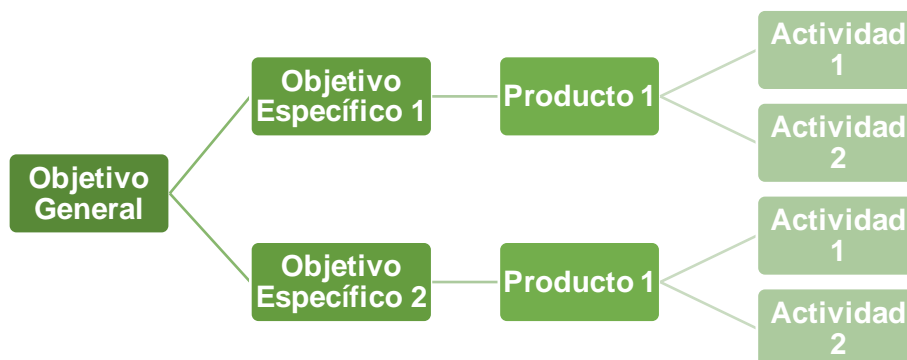 Objetivo
General
Objetivo
Específico 1
Producto 1
Actividad
1
Actividad
2
Objetivo
Específico 2
Producto 1
Actividad
1
Actividad
2